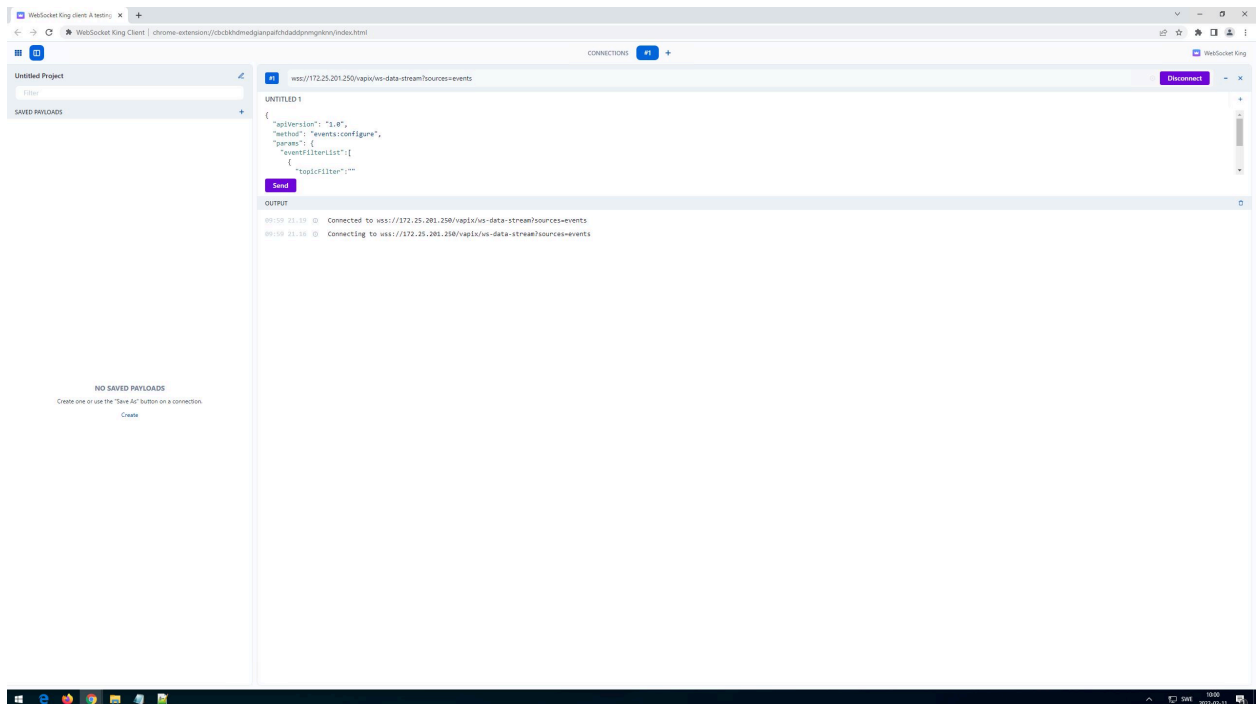 WebSocket King client: A testing
WebSocket King Client | chrome-extension://cbcbkhdmedgianpaifchdaddpnmgnknn/index.html
CONNECTIONS #1 +
WebSocket King
Untitled Project
Filter
SAVED PAYLOADS +
NO SAVED PAYLOADS
Create one or use the "Save As" button on a connection.
Create
#1 wss://172.25.201.250/vapix/ws-data-stream?sources=events
Disconnect
UNTITLED 1
{
"apiVersion": "1.0",
"method": "events:configure",
"params": {
"eventFilterList":[
{
"topicFilter":""
Send
OUTPUT
Connected to wss://172.25.201.250/vapix/ws-data-stream?sources=events
Connecting to wss://172.25.201.250/vapix/ws-data-stream?sources=events
SWE
10:00
2022-02-11